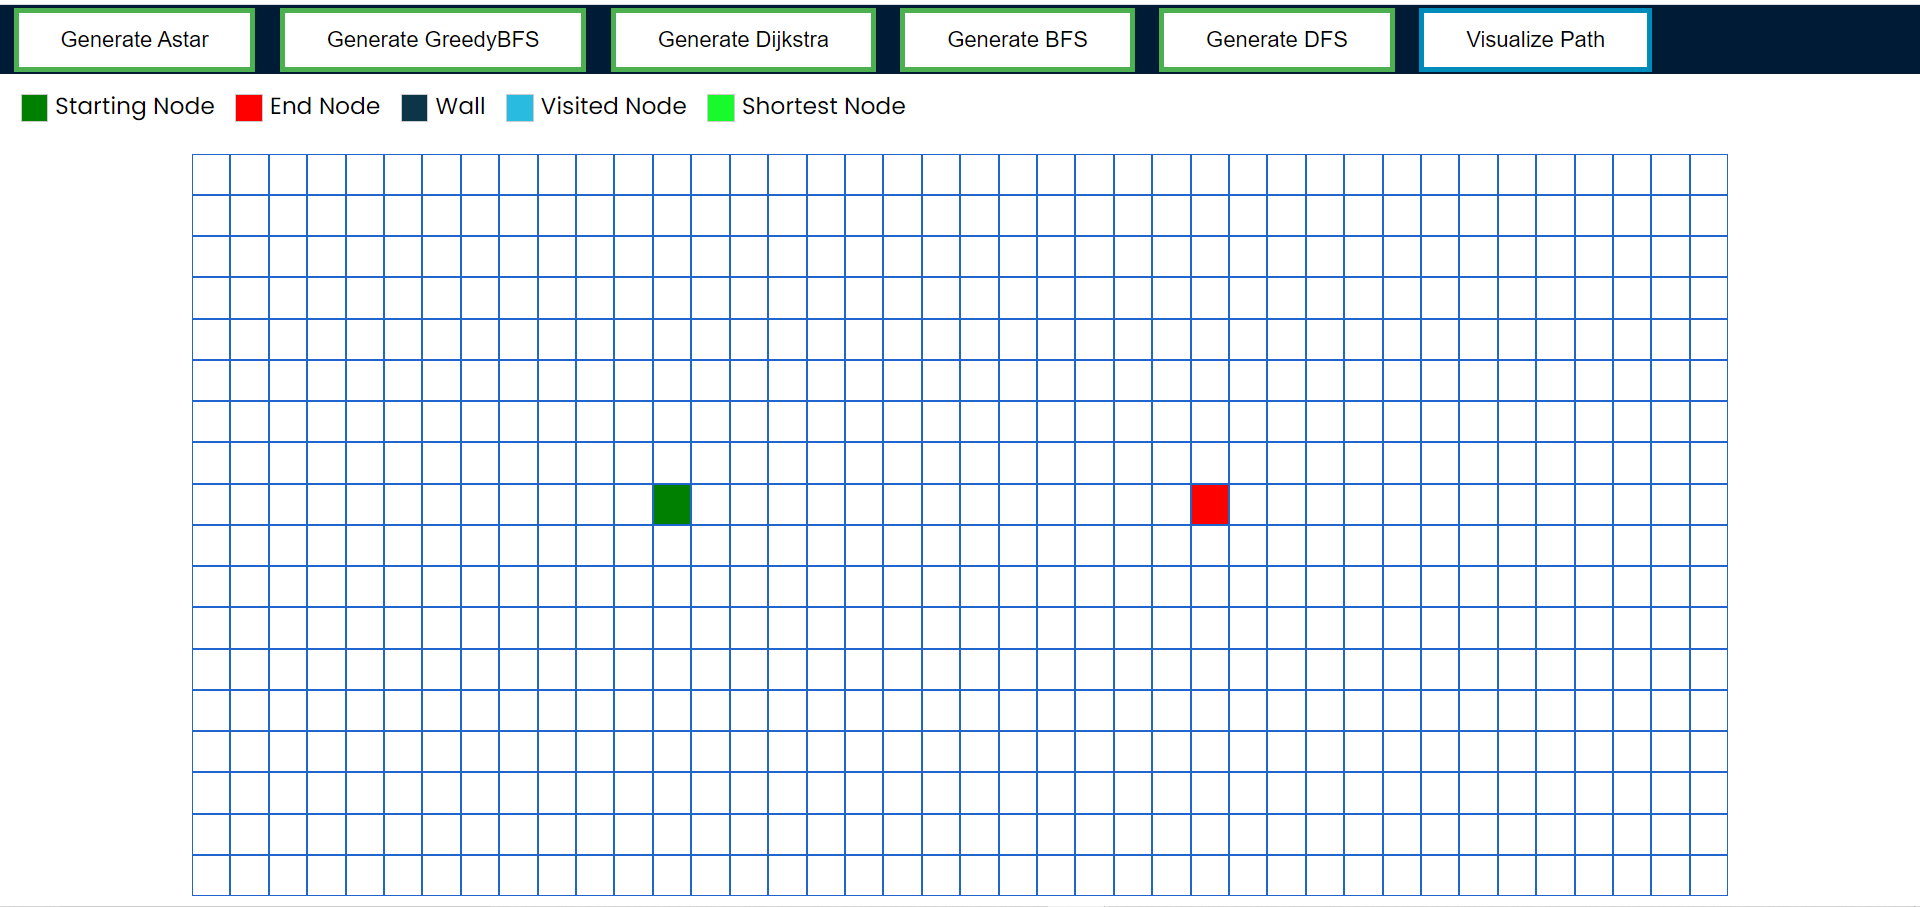 Generate Astar Generate GreedyBFS Generate Dijkstra Generate BFS Generate DFS Visualize Path
Starting Node End Node Wall Visited Node Shortest Node